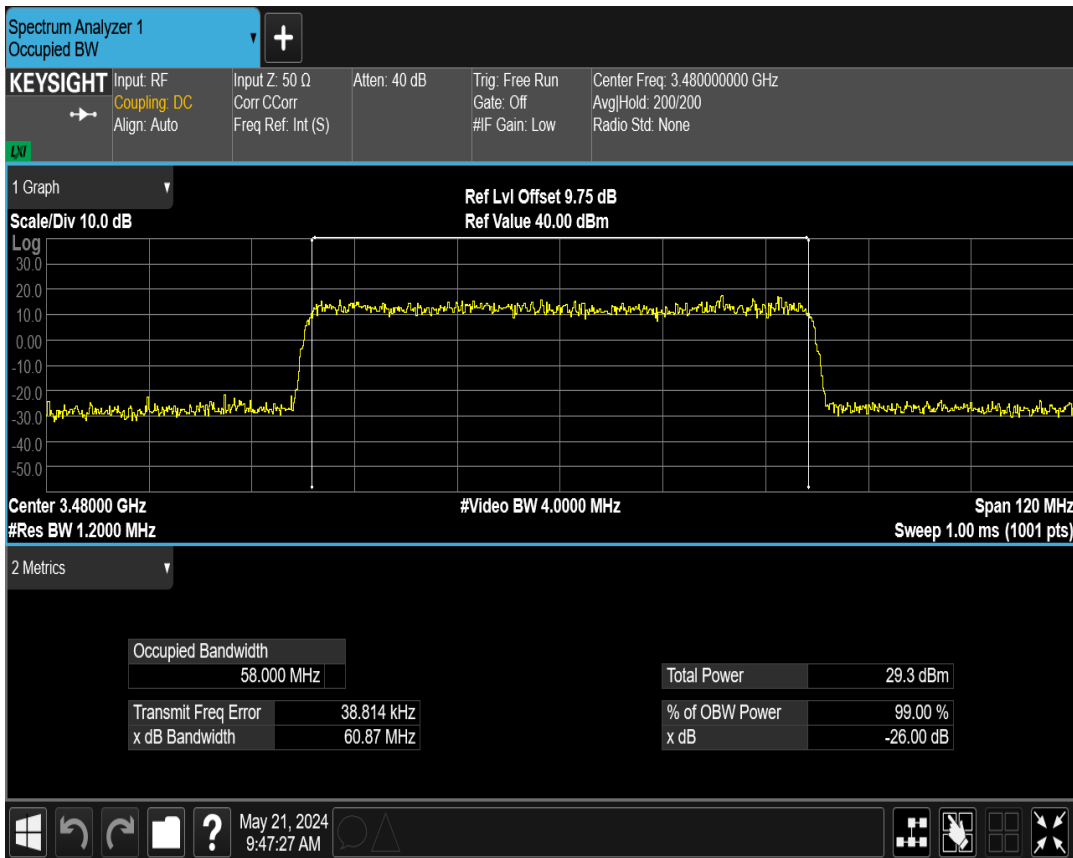 Spectrum Analyzer 1
Occupied BW
KEYSIGHT
LXI
Input: RF
Coupling: DC
Align: Auto
Input Z: 50 Ω
Corr CCorr
Freq Ref: Int (S)
Atten: 40 dB
Trig: Free Run
Gate: Off
#IF Gain: Low
Center Freq: 3.480000000 GHz
Avg|Hold: 200/200
Radio Std: None
1 Graph
Ref Lvl Offset 9.75 dB
Scale/Div 10.0 dB
Ref Value 40.00 dBm
Log
30.0
20.0
10.0
0.00
-10.0
-20.0
-30.0
-40.0
-50.0
Center 3.48000 GHz
#Video BW 4.0000 MHz
Span 120 MHz
#Res BW 1.2000 MHz
Sweep 1.00 ms (1001 pts)
2 Metrics
Occupied Bandwidth
58.000 MHz
Total Power 29.3 dBm
Transmit Freq Error 38.814 kHz
% of OBW Power 99.00 %
x dB Bandwidth 60.87 MHz
x dB -26.00 dB
?
May 21, 2024
9:47:27 AM